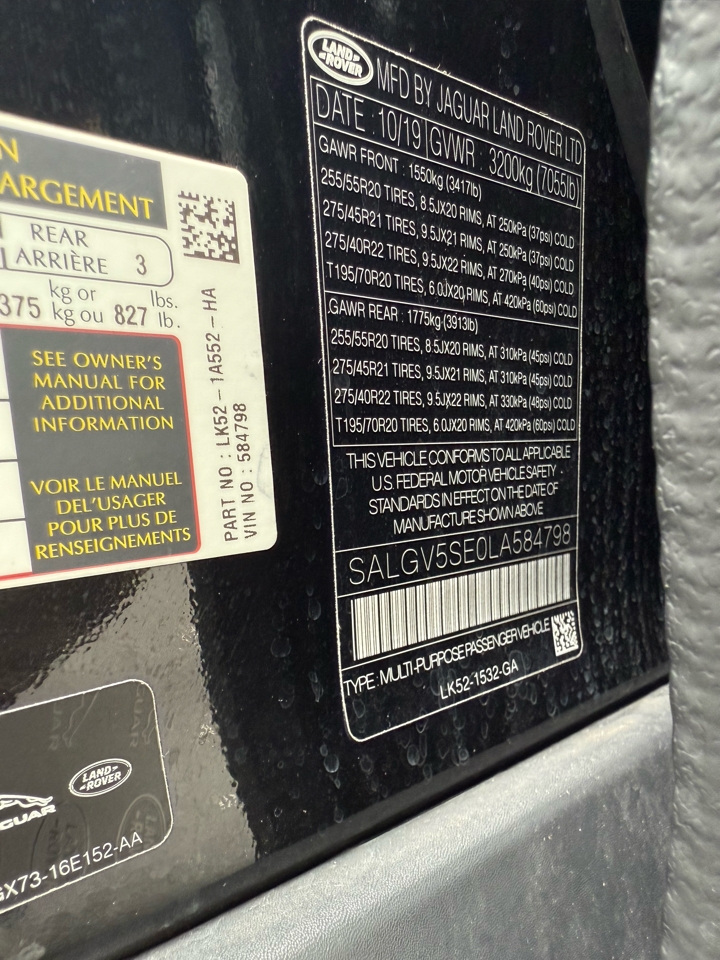 ARGEMENT
REAR
ARRIÈRE 3
375 kg or
kg ou 827 lbs.
lb.
SEE OWNER'S
MANUAL FOR
ADDITIONAL
INFORMATION
VOIR LE MANUEL
DEL'USAGER
POUR PLUS DE
RENSEIGNEMENTS
PART NO : LK52 - 1A552 - HA
VIN NO : 584798
LAND
ROVER
MFD BY JAGUAR LAND ROVER LTD
DATE : 10/19 GVWR : 3200kg (7055lb)
GAWR FRONT : 1550kg (3417lb)
255/55R20 TIRES, 8.5JX20 RIMS, AT 250kPa (37psi) COLD
275/45R21 TIRES, 9.5JX21 RIMS, AT 250kPa (37psi) COLD
275/40R22 TIRES, 9.5JX22 RIMS, AT 270kPa (40psi) COLD
T195/70R20 TIRES, 6.0JX20 RIMS, AT 420kPa (60psi) COLD
GAWR REAR : 1775kg (3913lb)
255/55R20 TIRES, 8.5JX20 RIMS, AT 310kPa (45psi) COLD
275/45R21 TIRES, 9.5JX21 RIMS, AT 310kPa (45psi) COLD
275/40R22 TIRES, 9.5JX22 RIMS, AT 330kPa (48psi) COLD
T195/70R20 TIRES, 6.0JX20 RIMS, AT 420kPa (60psi) COLD
THIS VEHICLE CONFORMS TO ALL APPLICABLE
U.S. FEDERAL MOTOR VEHICLE SAFETY
STANDARDS IN EFFECT ON THE DATE OF
MANUFACTURE SHOWN ABOVE
SALGV5SE0LA584798
TYPE : MULTI-PURPOSE PASSENGER VEHICLE
LK52-1532-GA
LAND
ROVER
GUAR
GX73-16E152-AA